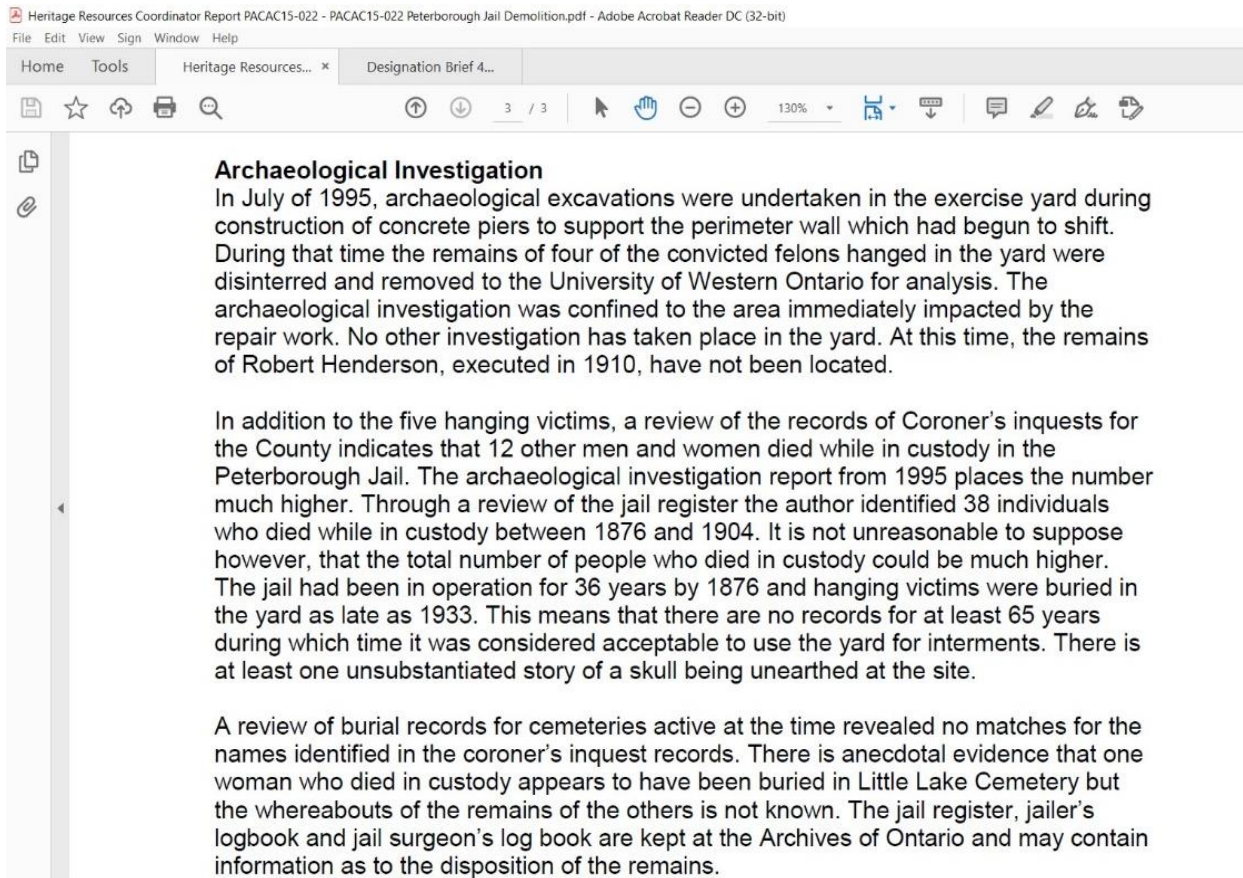 Heritage Resources Coordinator Report PACAC15-022 - PACAC15-022 Peterborough Jail Demolition.pdf - Adobe Acrobat Reader DC (32-bit)
File Edit View Sign Window Help
Home Tools Heritage Resources... × Designation Brief 4...
3 / 3 130%
Archaeological Investigation
In July of 1995, archaeological excavations were undertaken in the exercise yard during
construction of concrete piers to support the perimeter wall which had begun to shift.
During that time the remains of four of the convicted felons hanged in the yard were
disinterred and removed to the University of Western Ontario for analysis. The
archaeological investigation was confined to the area immediately impacted by the
repair work. No other investigation has taken place in the yard. At this time, the remains
of Robert Henderson, executed in 1910, have not been located.
In addition to the five hanging victims, a review of the records of Coroner's inquests for
the County indicates that 12 other men and women died while in custody in the
Peterborough Jail. The archaeological investigation report from 1995 places the number
much higher. Through a review of the jail register the author identified 38 individuals
who died while in custody between 1876 and 1904. It is not unreasonable to suppose
however, that the total number of people who died in custody could be much higher.
The jail had been in operation for 36 years by 1876 and hanging victims were buried in
the yard as late as 1933. This means that there are no records for at least 65 years
during which time it was considered acceptable to use the yard for interments. There is
at least one unsubstantiated story of a skull being unearthed at the site.
A review of burial records for cemeteries active at the time revealed no matches for the
names identified in the coroner's inquest records. There is anecdotal evidence that one
woman who died in custody appears to have been buried in Little Lake Cemetery but
the whereabouts of the remains of the others is not known. The jail register, jailer's
logbook and jail surgeon's log book are kept at the Archives of Ontario and may contain
information as to the disposition of the remains.